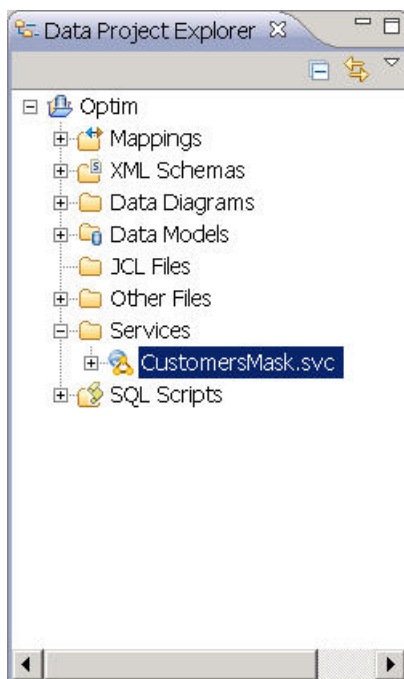 Data Project Explorer
Optim
Mappings
XML Schemas
Data Diagrams
Data Models
JCL Files
Other Files
Services
CustomersMask.svc
SQL Scripts